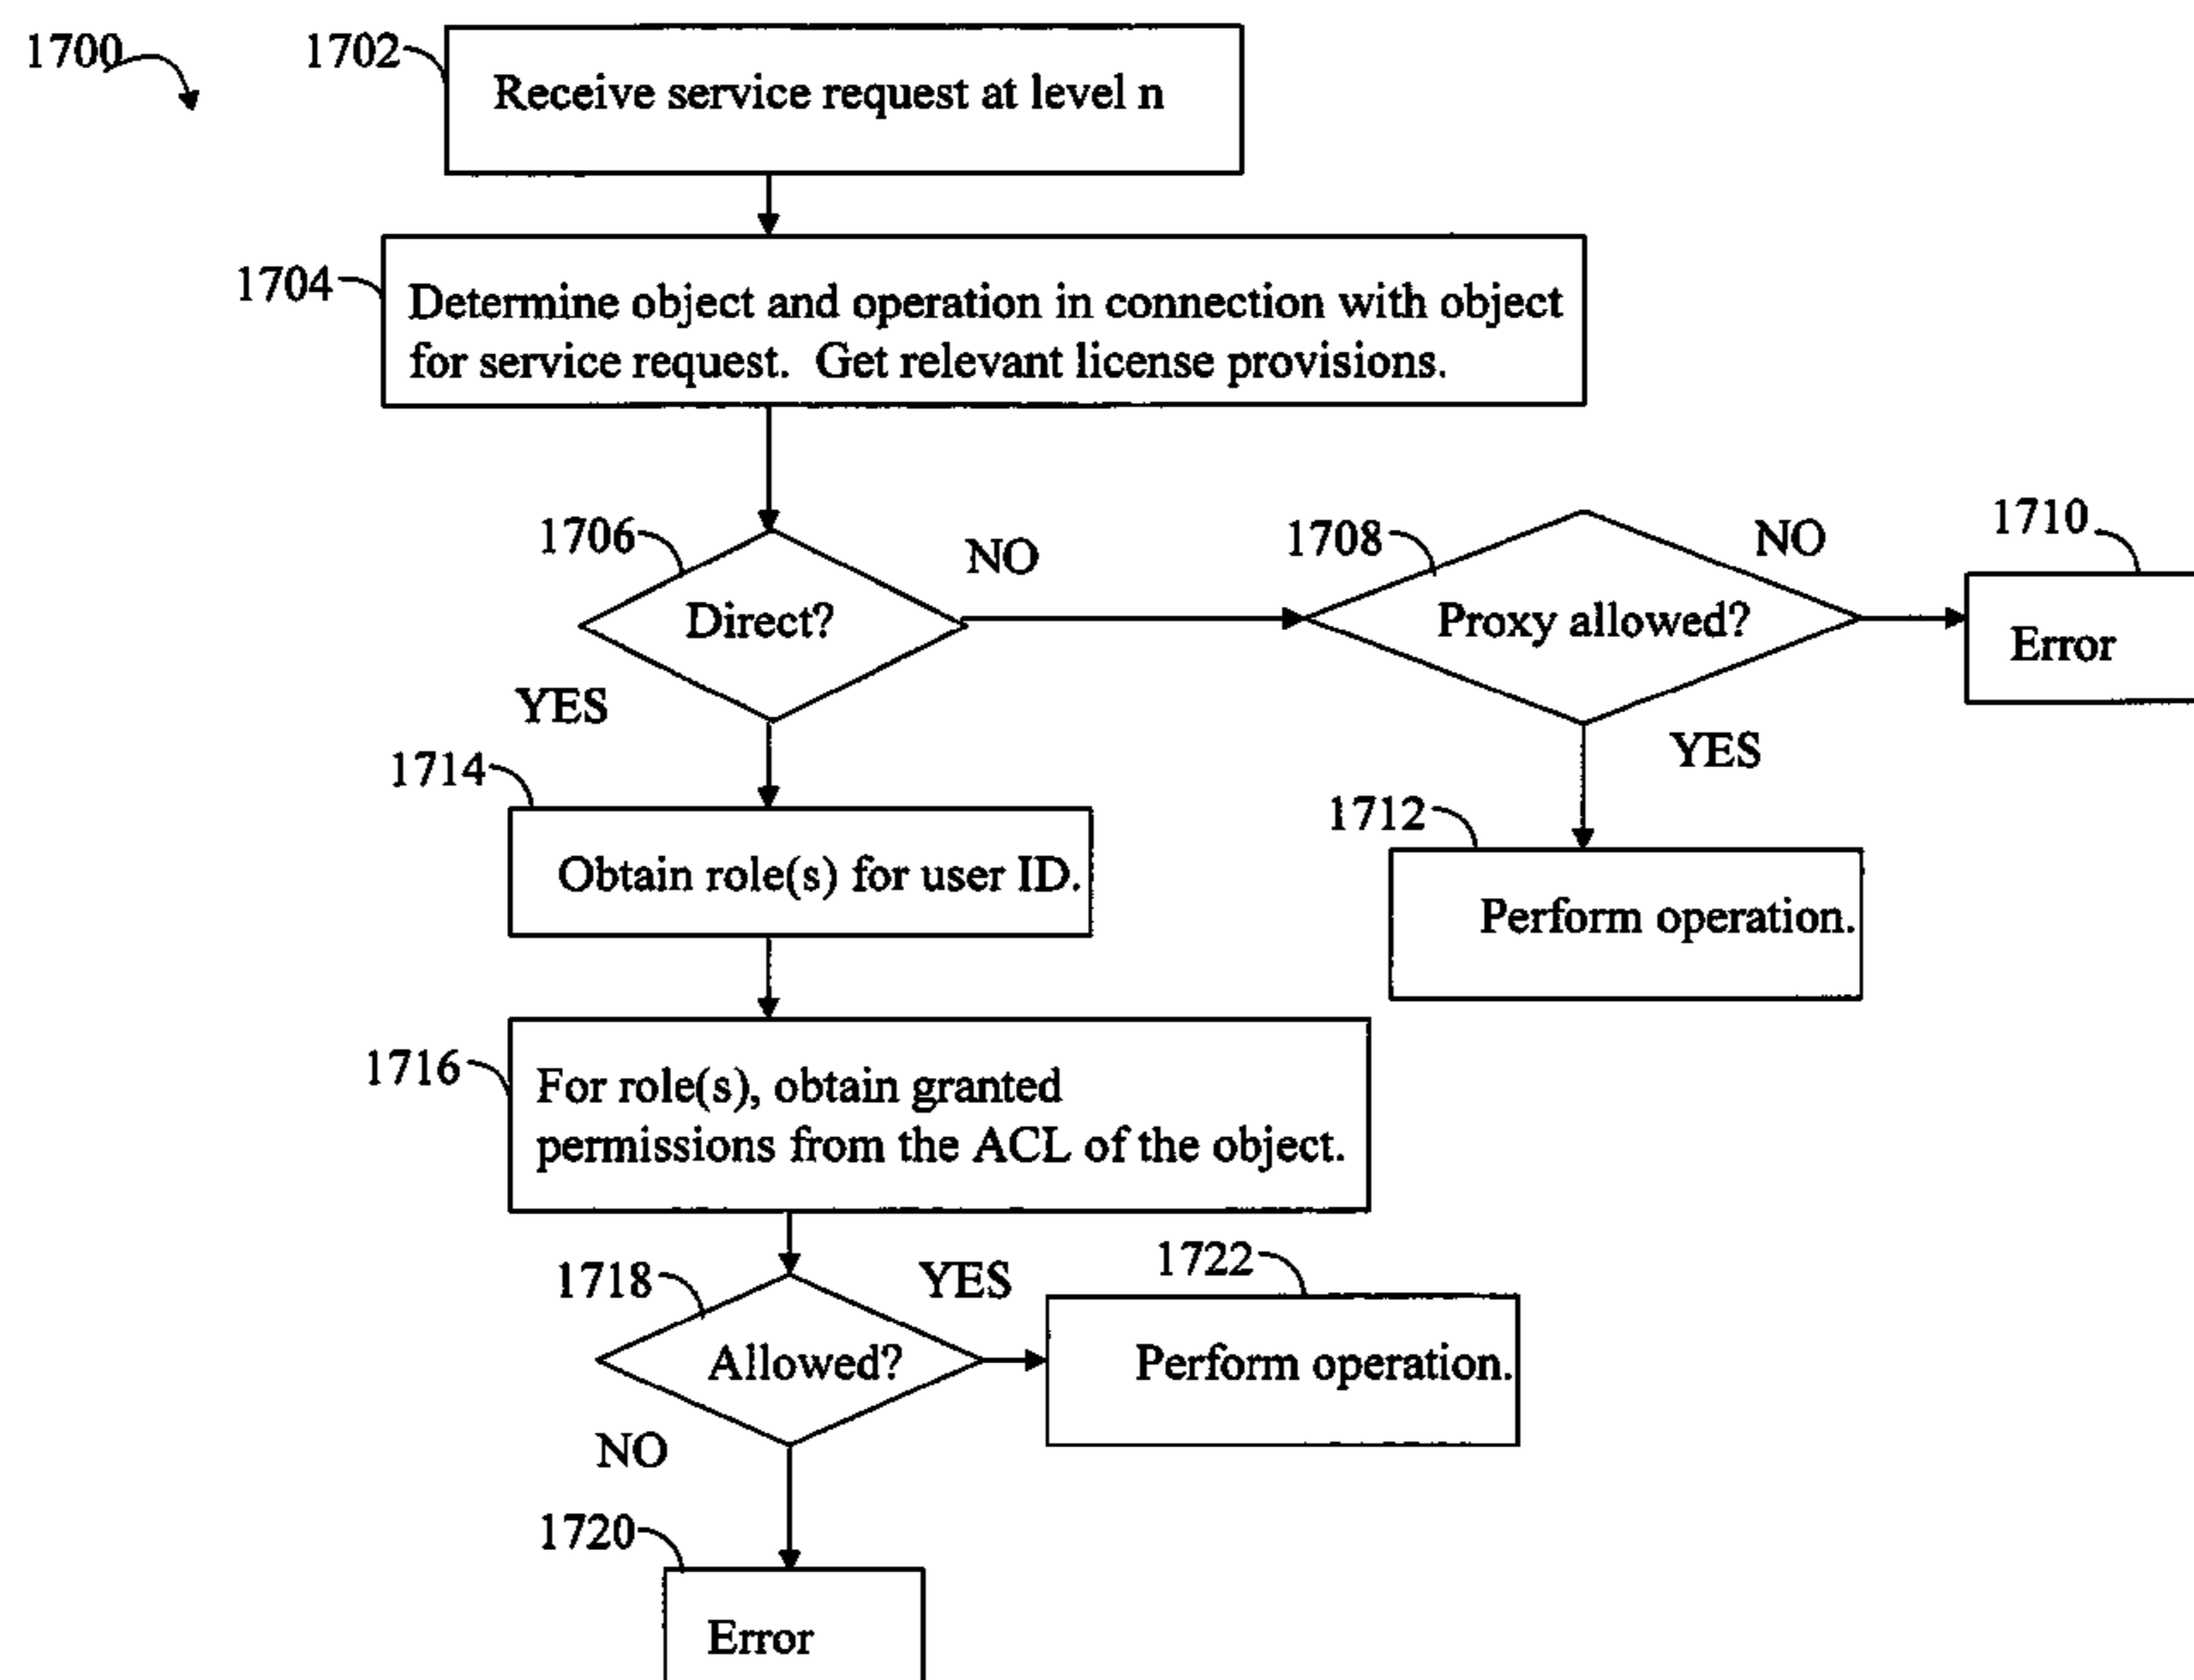 1700
1702
Receive service request at level n
1704
Determine object and operation in connection with object
for service request.  Get relevant license provisions.
1706
Direct?
NO
YES
1708
Proxy allowed?
NO
YES
1710
Error
1712
Perform operation.
1714
Obtain role(s) for user ID.
1716
For role(s), obtain granted
permissions from the ACL of the object.
1718
Allowed?
YES
NO
1722
Perform operation.
1720
Error